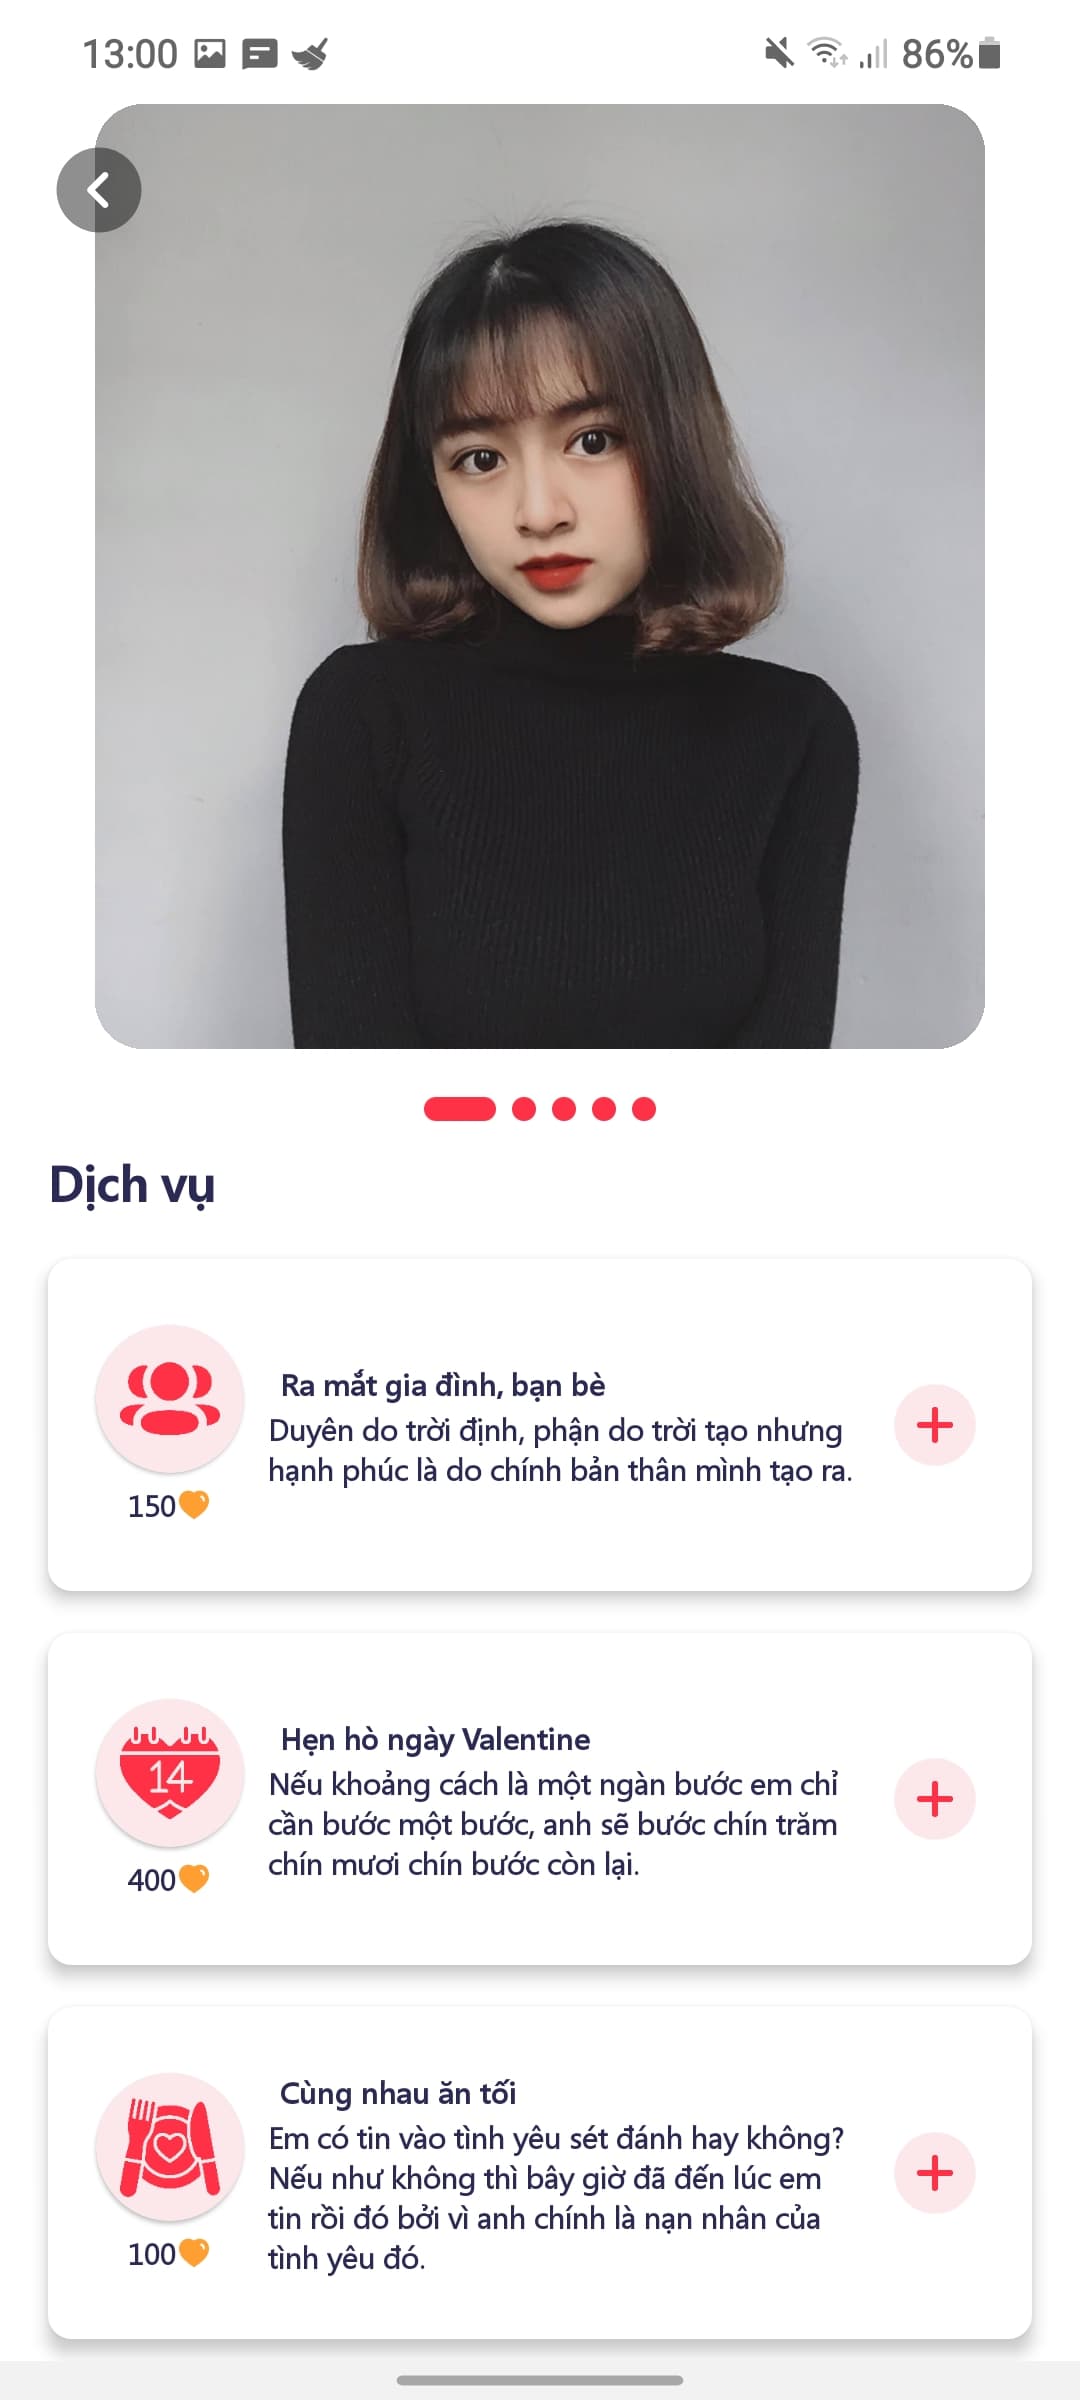 13:00
86%
Dịch vụ
Ra mắt gia đình, bạn bè
Duyên do trời định, phận do trời tạo nhưng
hạnh phúc là do chính bản thân mình tạo ra.
150
Hẹn hò ngày Valentine
14
Nếu khoảng cách là một ngàn bước em chỉ
cần bước một bước, anh sẽ bước chín trăm
chín mươi chín bước còn lại.
400
Cùng nhau ăn tối
Em có tin vào tình yêu sét đánh hay không?
Nếu như không thì bây giờ đã đến lúc em
tin rồi đó bởi vì anh chính là nạn nhân của
tình yêu đó.
100